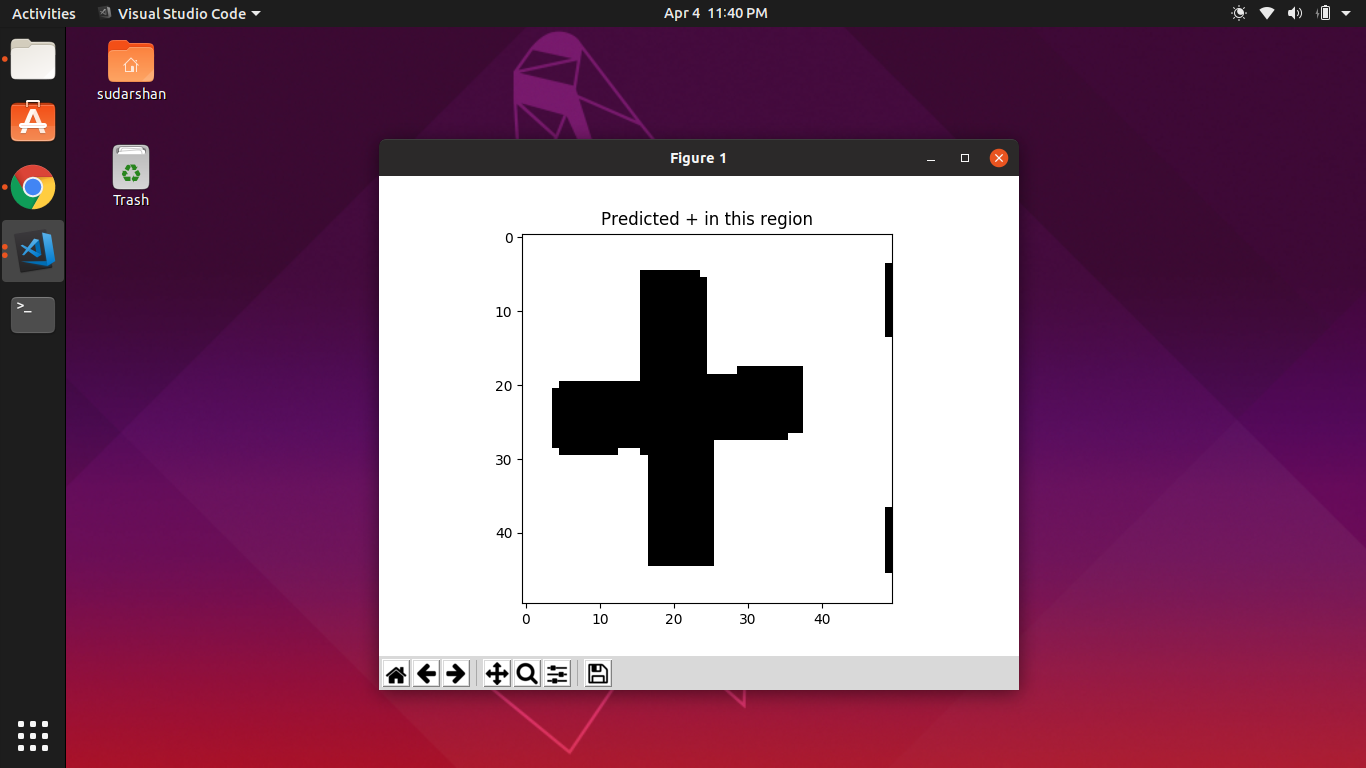 Activities
Visual Studio Code
Apr 4 11:40 PM
sudarshan
Trash
>_
Figure 1
Predicted + in this region
0
10
20
30
40
0 10 20 30 40